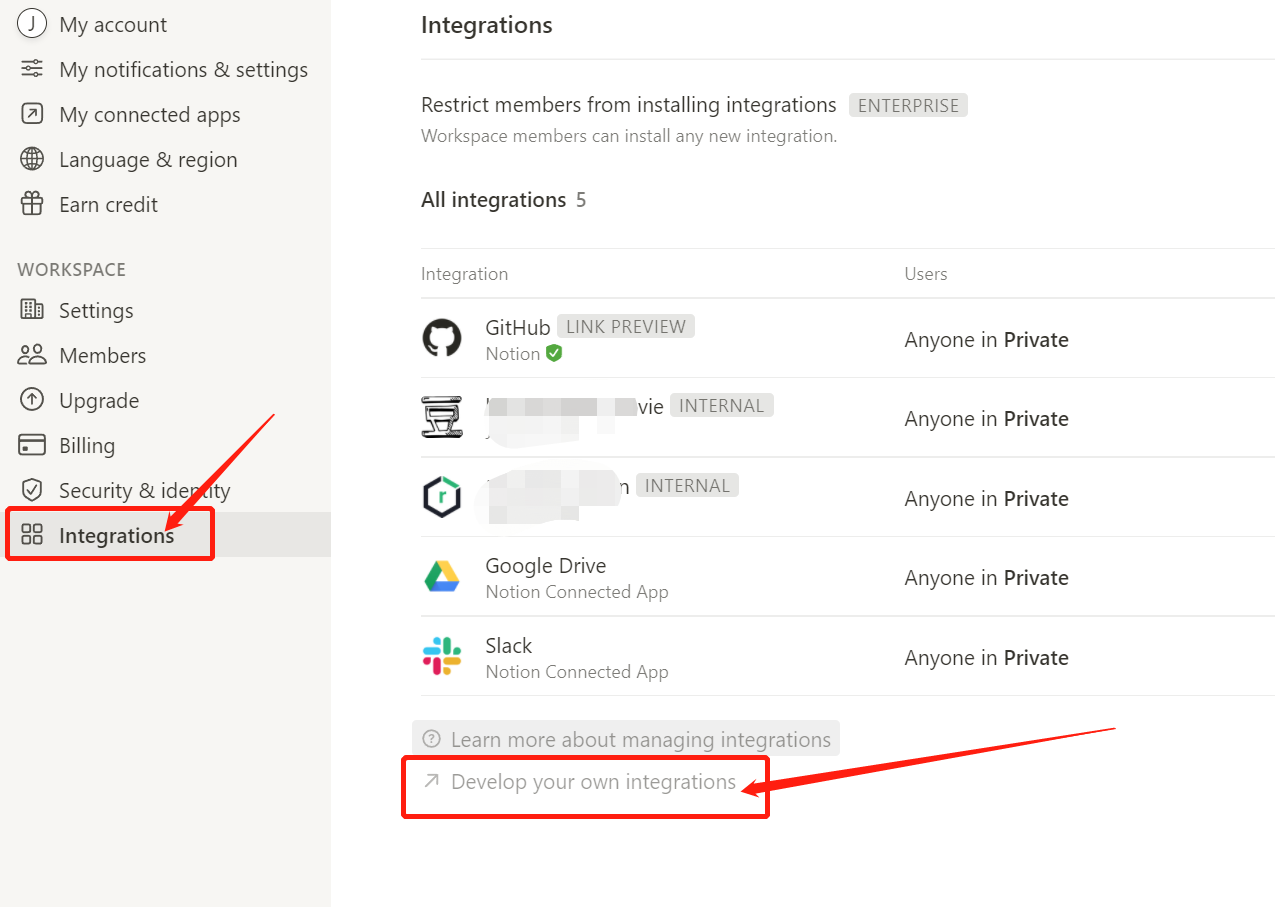 J My account
My notifications & settings
My connected apps
Language & region
Earn credit
WORKSPACE
Settings
Members
Upgrade
Billing
Security & identity
Integrations
Integrations
Restrict members from installing integrations ENTERPRISE
Workspace members can install any new integration.
All integrations 5
Integration Users
GitHub LINK PREVIEW
Notion
Anyone in Private
INTERNAL
Anyone in Private
r
INTERNAL
Anyone in Private
Google Drive
Notion Connected App
Anyone in Private
Slack
Notion Connected App
Anyone in Private
? Learn more about managing integrations
Develop your own integrations